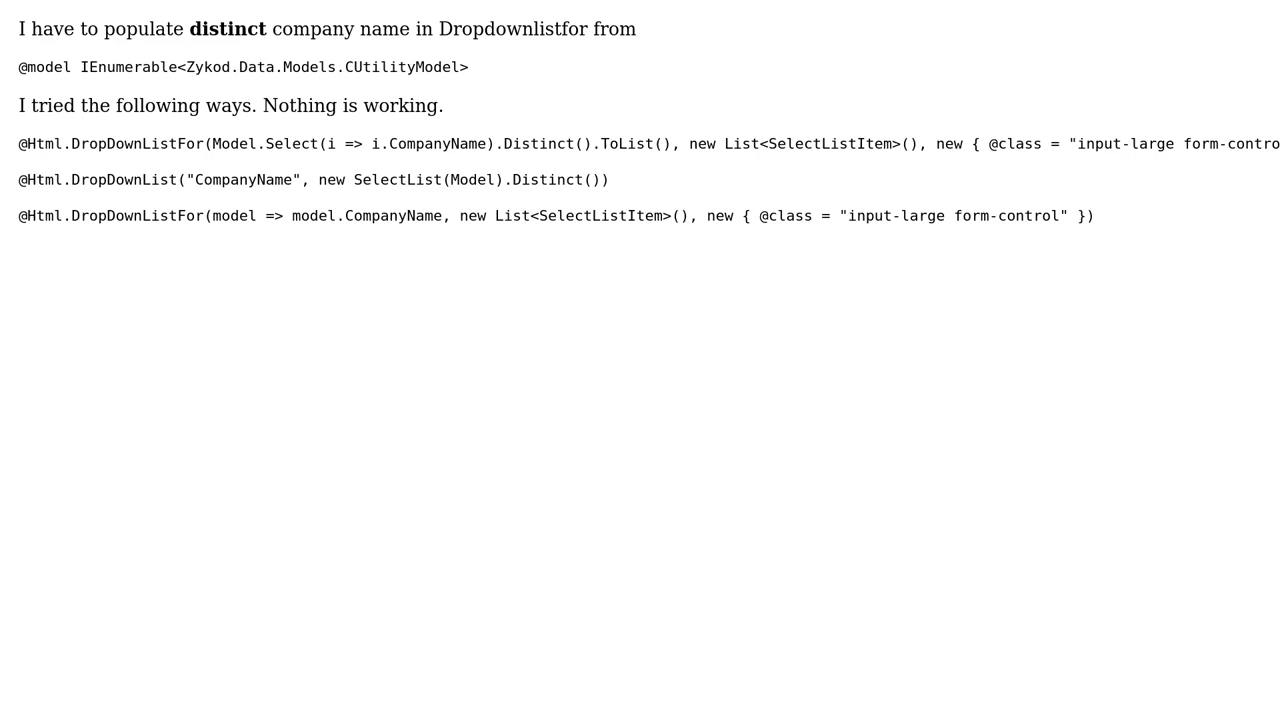 I have to populate distinct company name in Dropdownlistfor from
@model IEnumerable<Zykod.Data.Models.CUtilityModel>
I tried the following ways. Nothing is working.
@Html.DropDownListFor(Model.Select(i => i.CompanyName).Distinct().ToList(), new List<SelectListItem>(), new { @class = "input-large form-contro
@Html.DropDownList("CompanyName", new SelectList(Model).Distinct())
@Html.DropDownListFor(model => model.CompanyName, new List<SelectListItem>(), new { @class = "input-large form-control" })